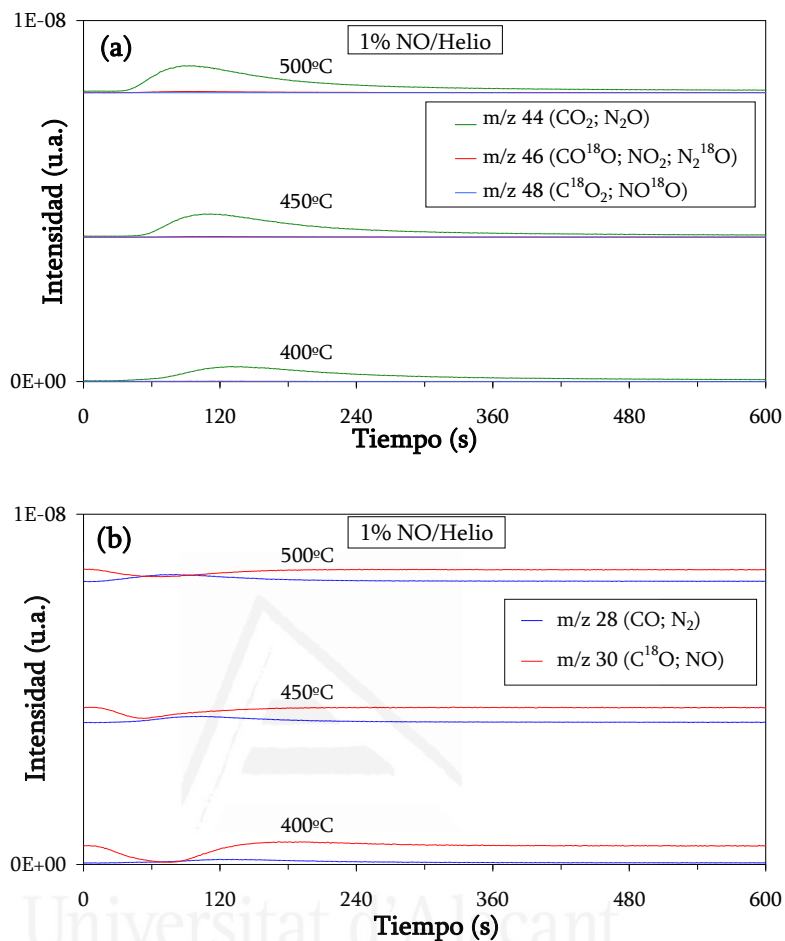 1E-08
(a)
1% NO/Helio
500ºC
m/z 44 (CO₂; N₂O)
m/z 46 (CO¹⁸O; NO₂; N₂¹⁸O)
m/z 48 (C¹⁸O₂; NO¹⁸O)
450ºC
400ºC
Intensidad (u.a.)
0E+00
0 120 240 360 480 600
Tiempo (s)
1E-08
(b)
1% NO/Helio
500ºC
m/z 28 (CO; N₂)
m/z 30 (C¹⁸O; NO)
450ºC
400ºC
Intensidad (u.a.)
0E+00
0 120 240 360 480 600
Tiempo (s)
Universitat d'Alacant